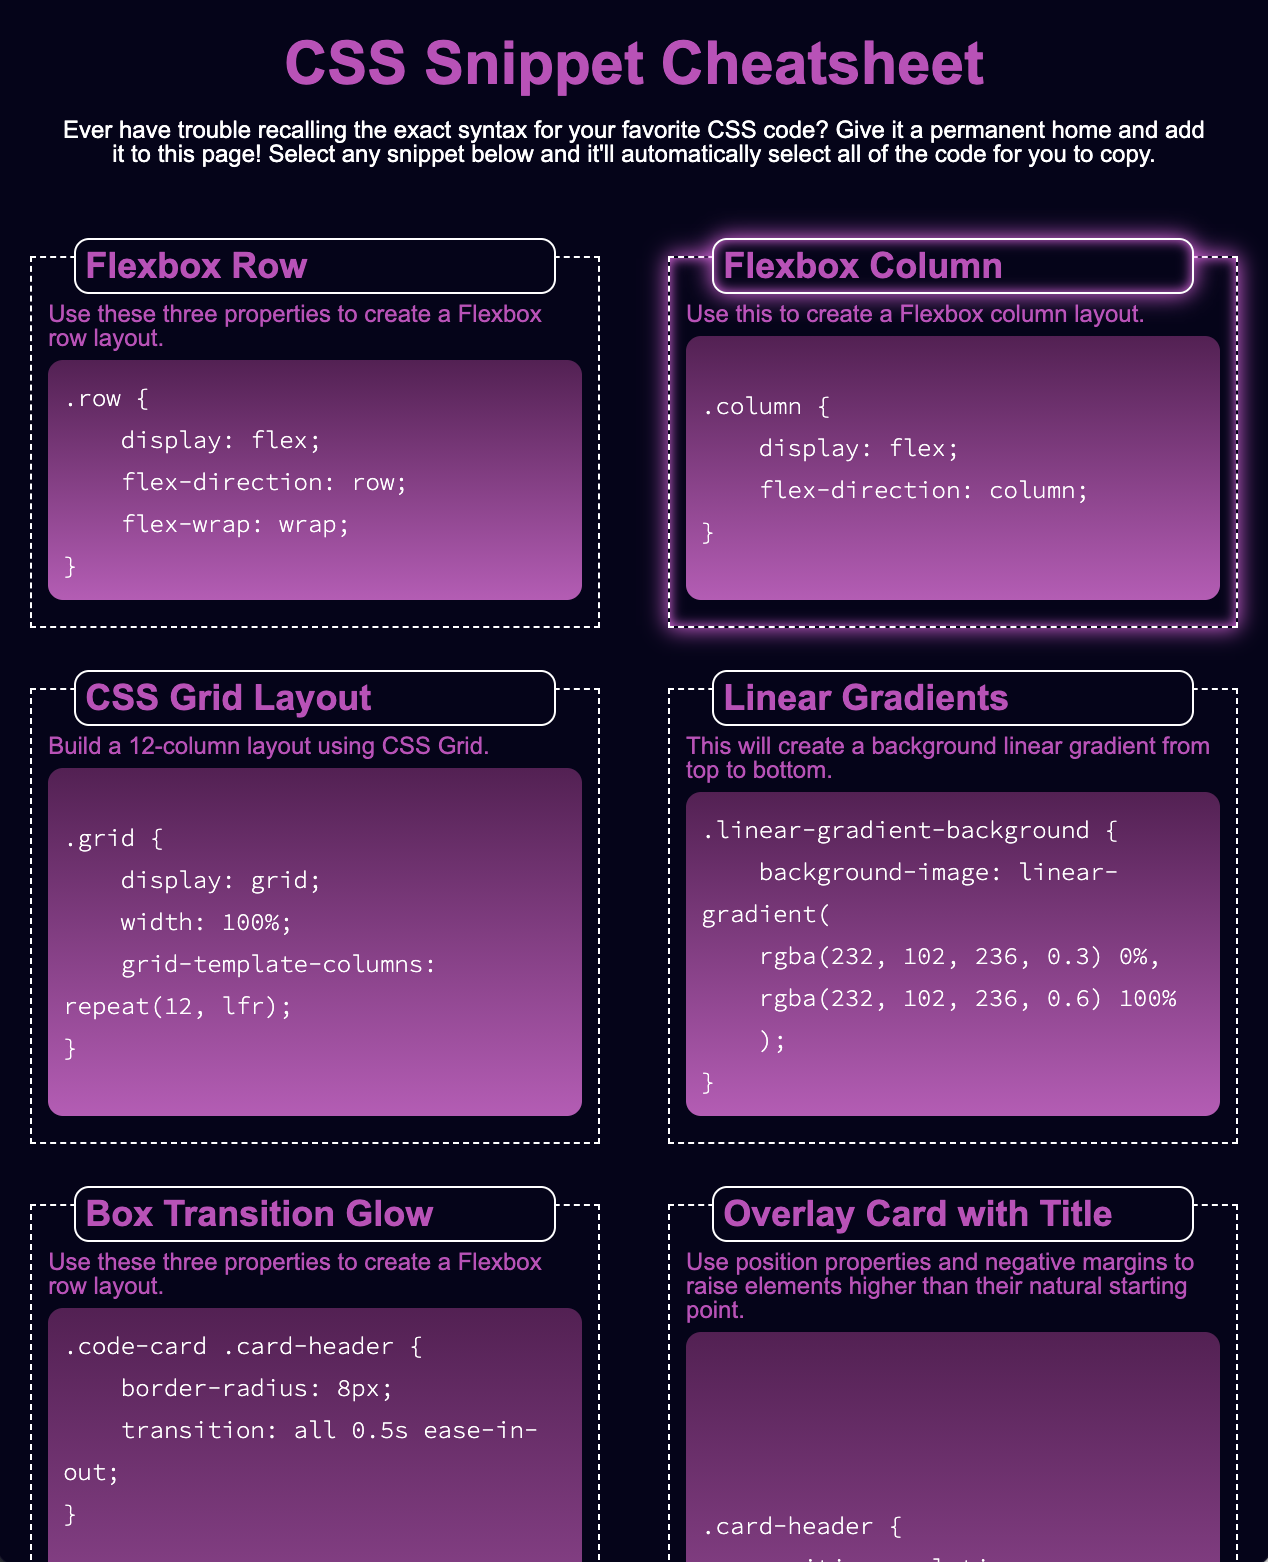 CSS Snippet Cheatsheet
Ever have trouble recalling the exact syntax for your favorite CSS code? Give it a permanent home and add
it to this page! Select any snippet below and it'll automatically select all of the code for you to copy.
Flexbox Row
Use these three properties to create a Flexbox
row layout.
.row {
    display: flex;
    flex-direction: row;
    flex-wrap: wrap;
}
Flexbox Column
Use this to create a Flexbox column layout.
.column {
    display: flex;
    flex-direction: column;
}
CSS Grid Layout
Build a 12-column layout using CSS Grid.
.grid {
    display: grid;
    width: 100%;
    grid-template-columns:
repeat(12, lfr);
}
Linear Gradients
This will create a background linear gradient from
top to bottom.
.linear-gradient-background {
    background-image: linear-
gradient(
    rgba(232, 102, 236, 0.3) 0%,
    rgba(232, 102, 236, 0.6) 100%
    );
}
Box Transition Glow
Use these three properties to create a Flexbox
row layout.
.code-card .card-header {
    border-radius: 8px;
    transition: all 0.5s ease-in-
out;
}
Overlay Card with Title
Use position properties and negative margins to
raise elements higher than their natural starting
point.
.card-header {